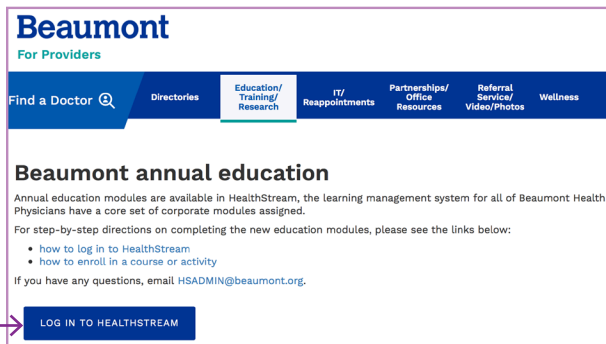 Beaumont
For Providers
Find a Doctor
Directories
Education/
Training/
Research
IT/
Reappointments
Partnerships/
Office
Resources
Referral
Service/
Video/Photos
Wellness
Beaumont annual education
Annual education modules are available in HealthStream, the learning management system for all of Beaumont Health
Physicians have a core set of corporate modules assigned.
For step-by-step directions on completing the new education modules, please see the links below:
• how to log in to HealthStream
• how to enroll in a course or activity
If you have any questions, email HSADMIN@beaumont.org.
LOG IN TO HEALTHSTREAM